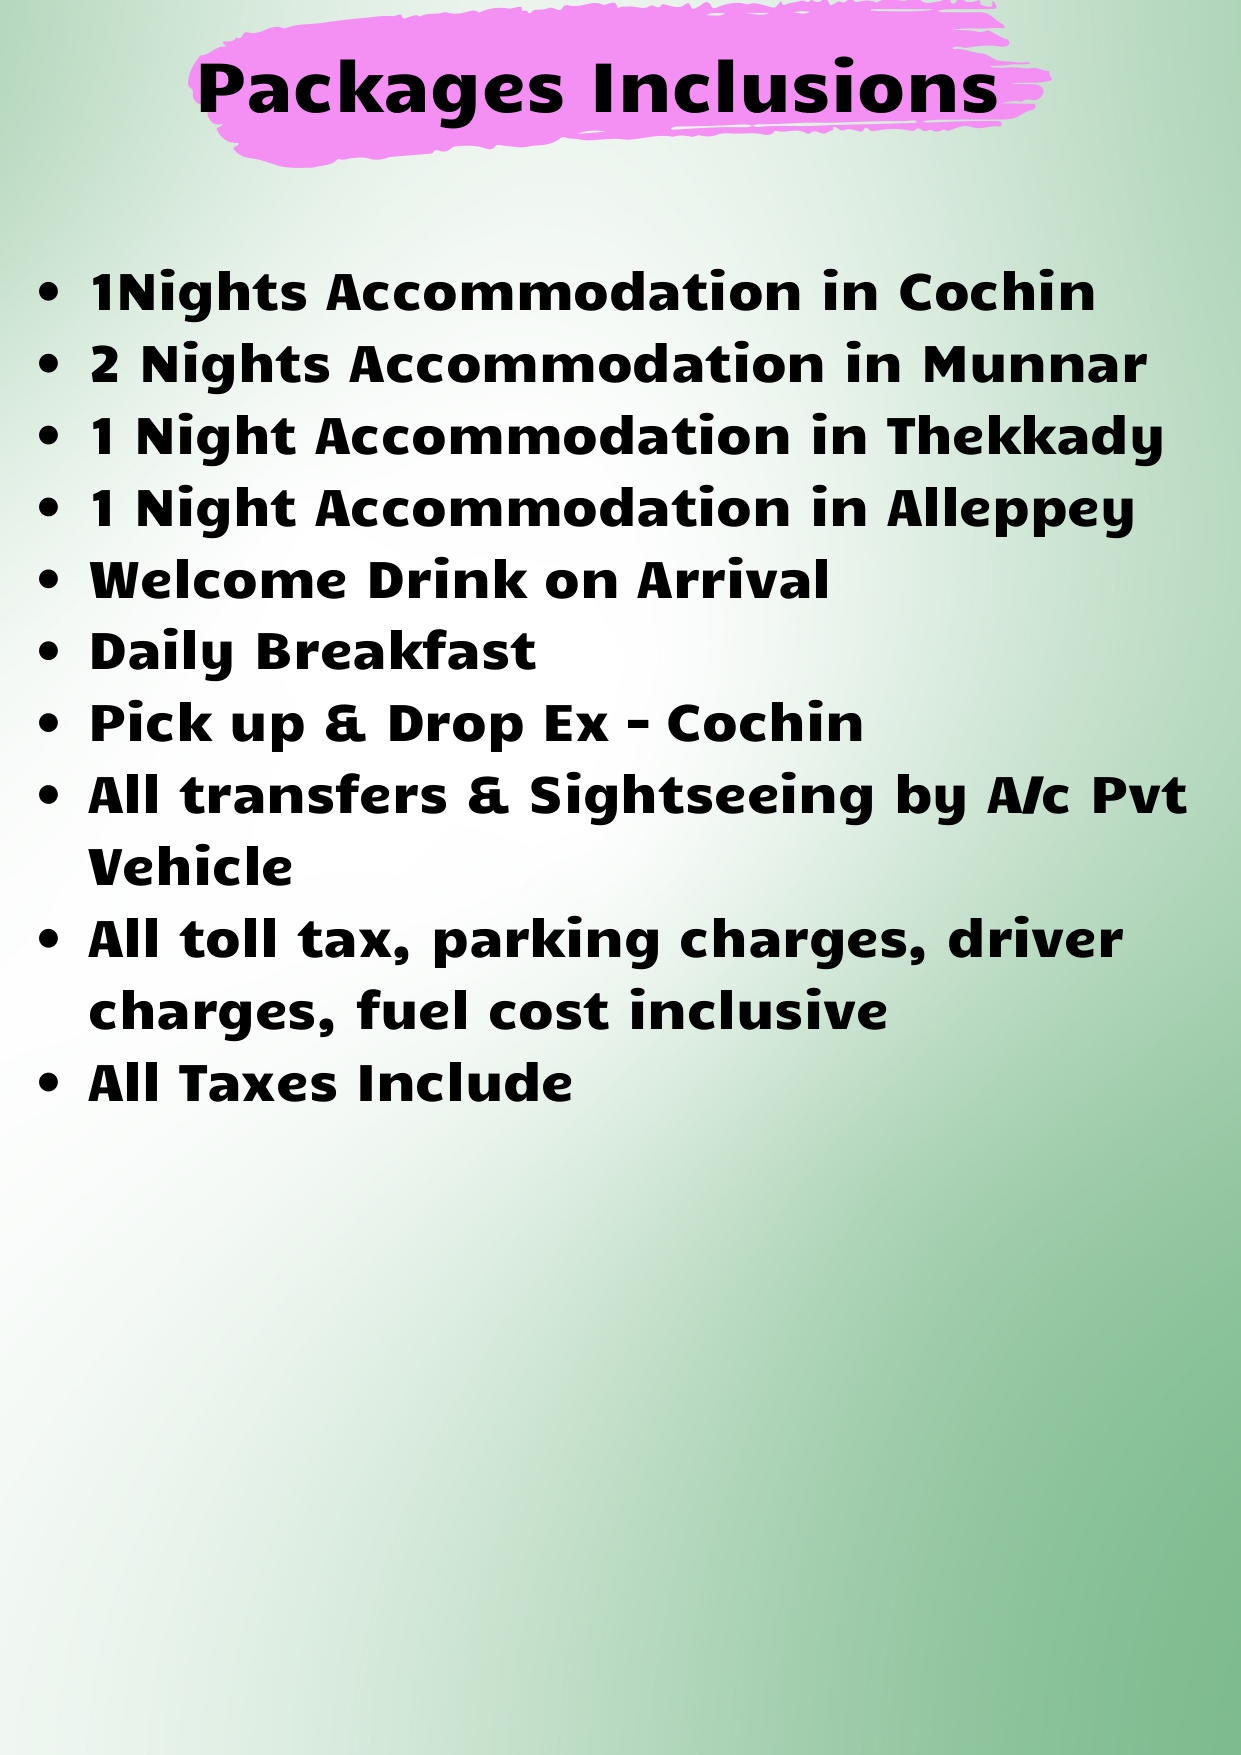 Packages Inclusions
• 1Nights Accommodation in Cochin
• 2 Nights Accommodation in Munnar
• 1 Night Accommodation in Thekkady
• 1 Night Accommodation in Alleppey
• Welcome Drink on Arrival
• Daily Breakfast
• Pick up & Drop Ex - Cochin
• All transfers & Sightseeing by A/c Pvt
Vehicle
• All toll tax, parking charges, driver
charges, fuel cost inclusive
• All Taxes Include